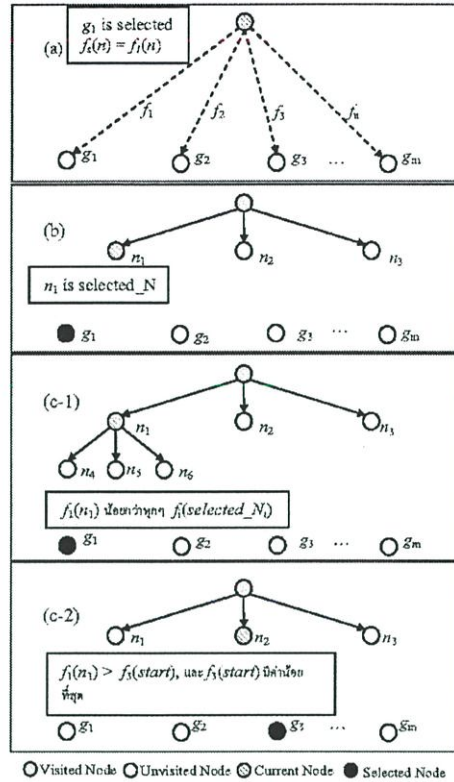 (a)
g₁ is selected
fₛ(n) = f₁(n)
f₁ f₂ f₃ fₙ
g₁ g₂ g₃ ... gₘ
(b)
n₁ n₂ n₃
n₁ is selected_N
g₁ g₂ g₃ ... gₘ
(c-1)
n₁ n₂ n₃
n₄ n₅ n₆
f₁(n₁) น้อยกว่าทุกๆ fᵢ(selected_Nᵢ)
g₁ g₂ g₃ ... gₘ
(c-2)
n₁ n₂ n₃
f₁(n₁) > f₃(start), และ f₃(start) มีค่าน้อย
ที่สุด
g₁ g₂ g₃ ... gₘ
Visited Node Unvisited Node Current Node Selected Node